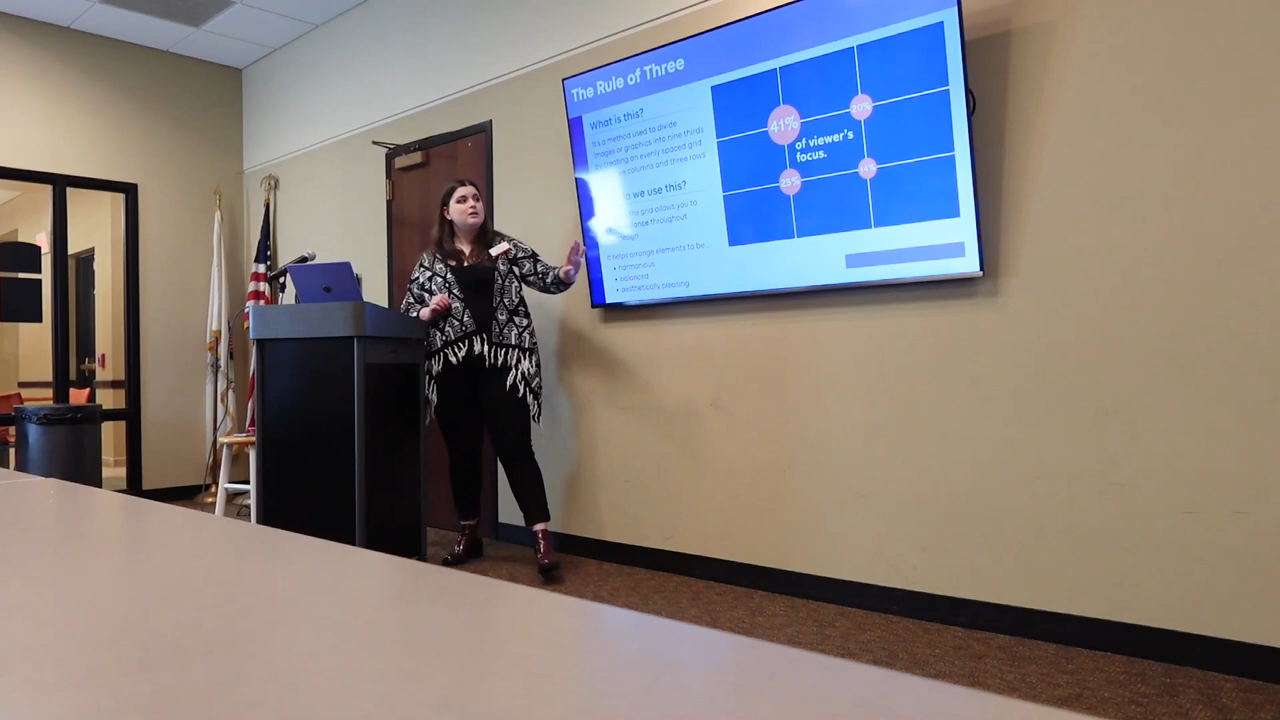 The Rule of Three
What is this?
It's a method used to divide
images or graphics into nine thirds
by creating an evenly spaced grid
columns and three rows
we use this?
grid allows you to
throughout
It helps arrange elements to be...
• harmonious
• balanced
• aesthetically pleasing
41%
20%
of viewer's
focus.
25%
14%